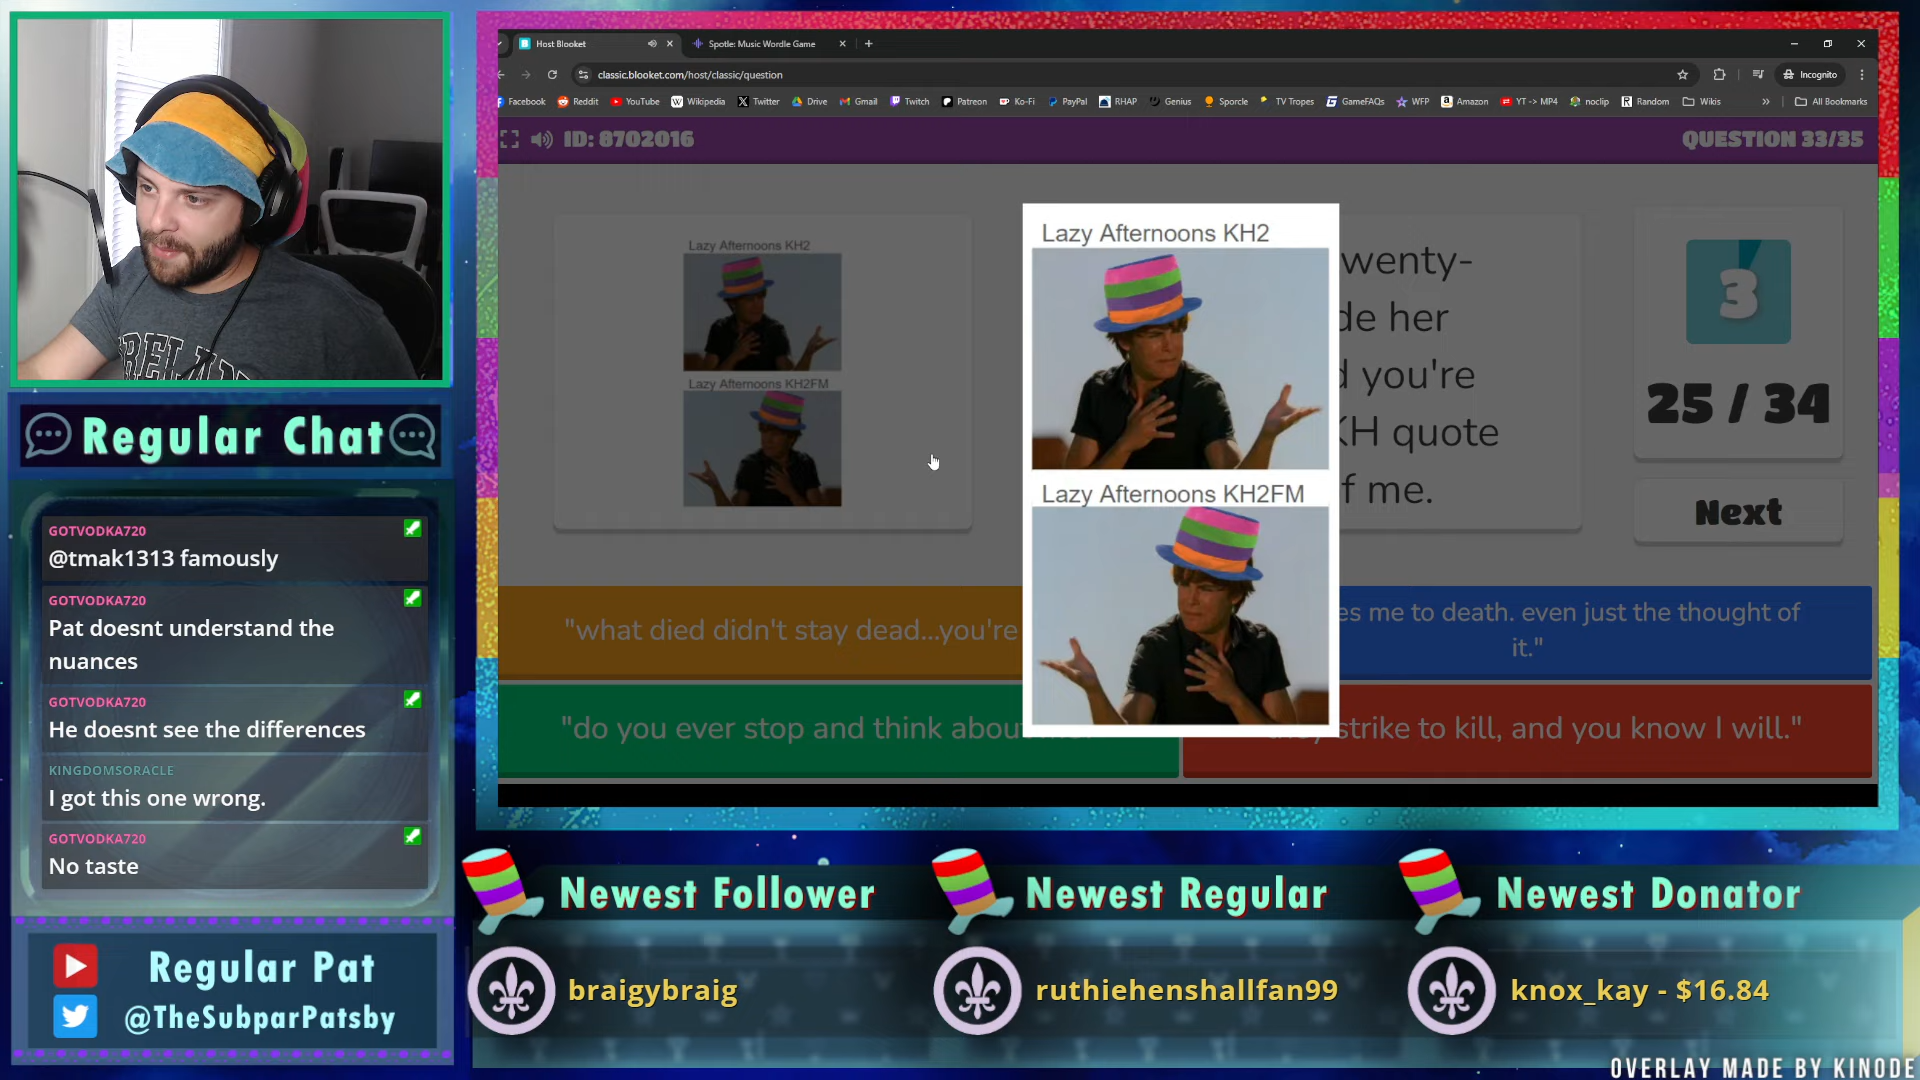 Host Blooket
Spotle: Music Wordle Game
classic.blooket.com/host/classic/question
Incognito
Facebook
Reddit
YouTube
Wikipedia
Twitter
Drive
Gmail
Twitch
Patreon
Ko-Fi
PayPal
RHAP
Genius
Sporcle
TV Tropes
GameFAQs
WFP
Amazon
YT -> MP4
noclip
Random
Wikis
All Bookmarks
ID: 8702016
QUESTION 33/35
Lazy Afternoons KH2
Lazy Afternoons KH2FM
Lazy Afternoons KH2
Lazy Afternoons KH2FM
wenty-
de her
d you're
KH quote
f me.
3
25 / 34
Next
"what died didn't stay dead...you're
es me to death. even just the thought of
it."
"do you ever stop and think about
they strike to kill, and you know I will."
Regular Chat
GOTVODKA720
@tmak1313 famously
GOTVODKA720
Pat doesnt understand the
nuances
GOTVODKA720
He doesnt see the differences
KINGDOMSORACLE
I got this one wrong.
GOTVODKA720
No taste
Regular Pat
@TheSubparPatsby
Newest Follower
braigybraig
Newest Regular
ruthiehenshallfan99
Newest Donator
knox_kay - $16.84
OVERLAY MADE BY KINODE